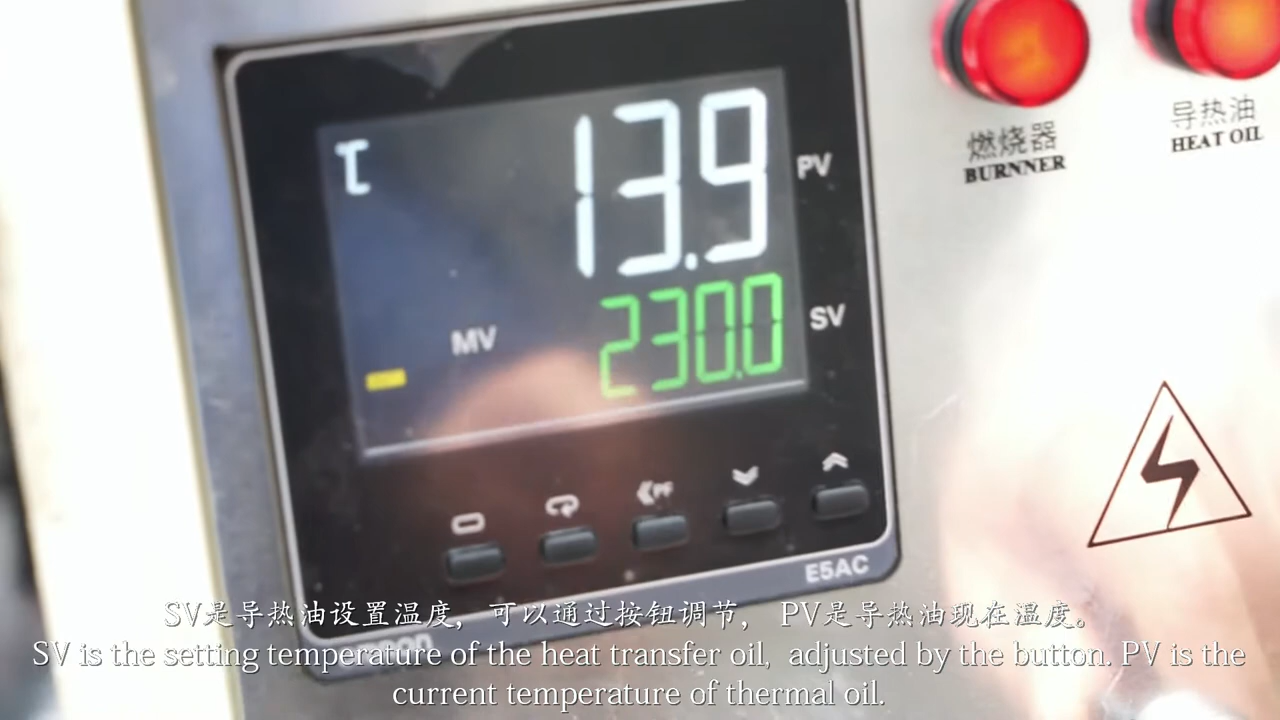 ℃
13.9
PV
MV
230.0
SV
PF
E5AC
燃烧器
BURNNER
导热油
HEAT OIL
SV是导热油设置温度，可以通过按钮调节， PV是导热油现在温度。
SV is the setting temperature of the heat transfer oil, adjusted by the button. PV is the
current temperature of thermal oil.